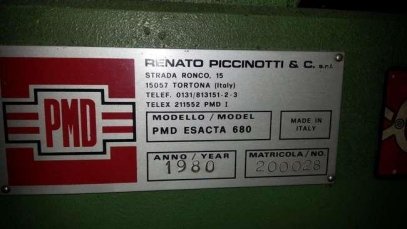 RENATO PICCINOTTI & C. s.r.l.
STRADA RONCO, 15
15057 TORTONA (Italy)
TELEF. 0131/813151-2-3
TELEX 211552 PMD I
PMD
MODELLO / MODEL
PMD ESACTA 680
MADE IN
ITALY
ANNO / YEAR
1980
MATRICOLA / NO.
200028